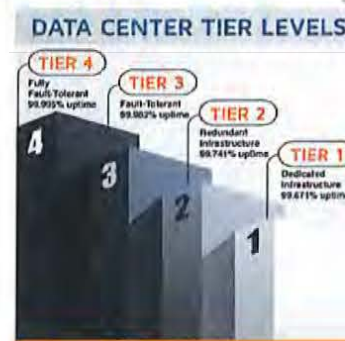 DATA CENTER TIER LEVELS
TIER 4
Fully
Fault-Tolerant
99.995% uptime
TIER 3
Fault-Tolerant
99.982% uptime
TIER 2
Redundant
Infrastructure
99.741% uptime
TIER 1
Dedicated
Infrastructure
99.671% uptime
4
3
2
1